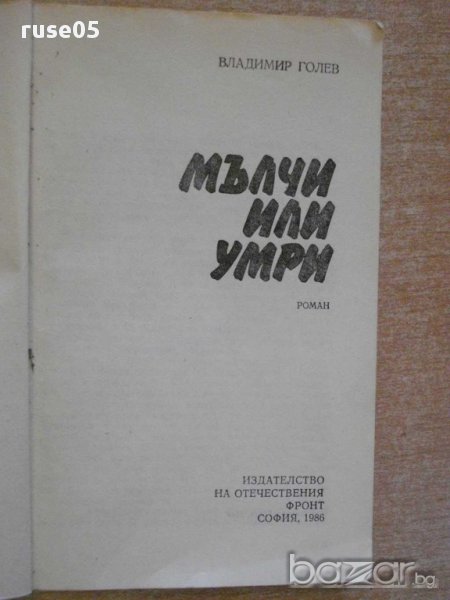 ruse05
ВЛАДИМИР ГОЛЕВ
МЪЛЧИ
ИЛИ
УМРИ
РОМАН
ИЗДАТЕЛСТВО
НА ОТЕЧЕСТВЕНИЯ
ФРОНТ
СОФИЯ, 1986
bazar.bg